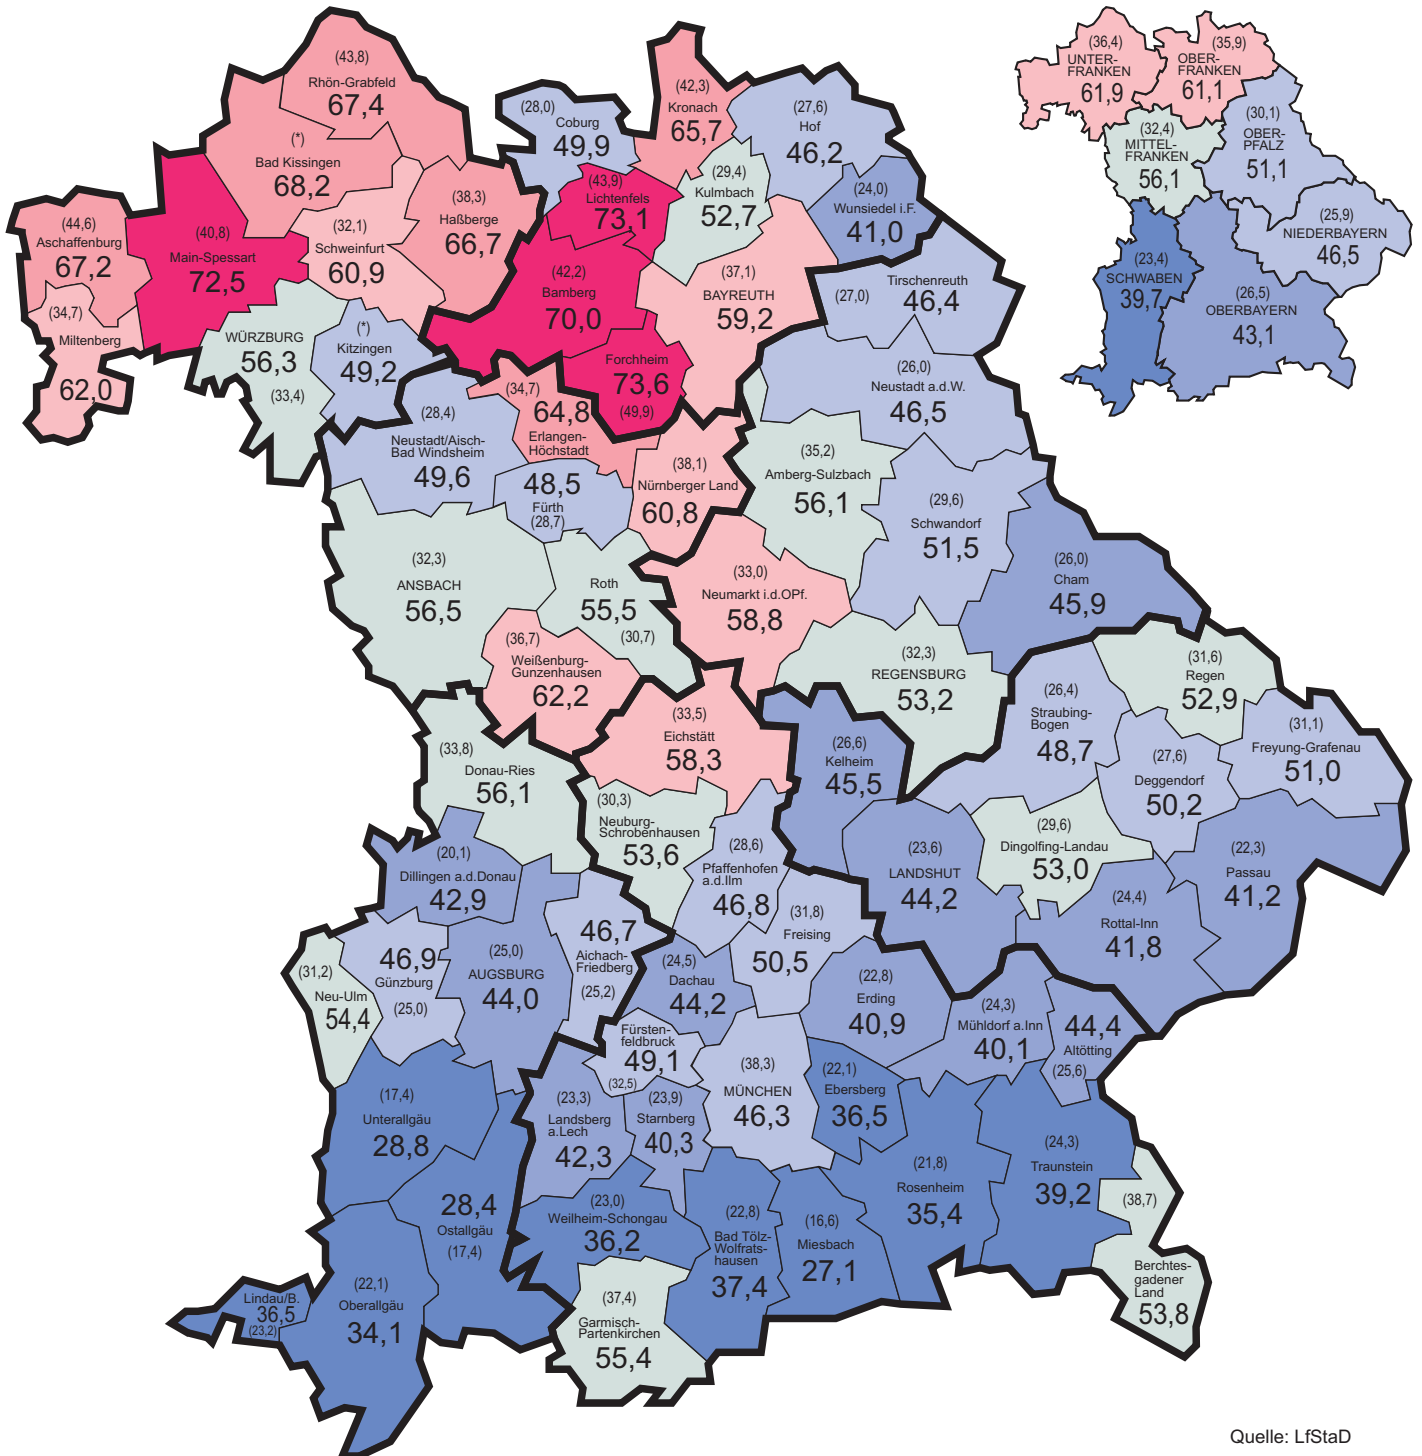 (43,8)
Rhön-Grabfeld
67,4
(*)
Bad Kissingen
68,2
(44,6)
Aschaffenburg
67,2
(40,8)
Main-Spessart
72,5
(32,1)
Schweinfurt
60,9
(38,3)
Haßberge
66,7
(34,7)
Miltenberg
62,0
WÜRZBURG
56,3
(33,4)
(*)
Kitzingen
49,2
(28,0)
Coburg
49,9
(42,3)
Kronach
65,7
(27,6)
Hof
46,2
(43,9)
Lichtenfels
73,1
(29,4)
Kulmbach
52,7
(24,0)
Wunsiedel i.F.
41,0
(42,2)
Bamberg
70,0
(37,1)
BAYREUTH
59,2
Forchheim
73,6
(49,9)
(27,0)
Tirschenreuth
46,4
(26,0)
Neustadt a.d.W.
46,5
(35,2)
Amberg-Sulzbach
56,1
(29,6)
Schwandorf
51,5
(26,0)
Cham
45,9
(33,0)
Neumarkt i.d.OPf.
58,8
(32,3)
REGENSBURG
53,2
(28,4)
Neustadt/Aisch-
Bad Windsheim
49,6
(34,7)
64,8
Erlangen-
Höchstadt
48,5
Fürth
(28,7)
(38,1)
Nürnberger Land
60,8
(32,3)
ANSBACH
56,5
Roth
55,5
(30,7)
(36,7)
Weißenburg-
Gunzenhausen
62,2
(33,5)
Eichstätt
58,3
(30,3)
Neuburg-
Schrobenhausen
53,6
(28,6)
Pfaffenhofen
a.d.Ilm
46,8
(31,8)
Freising
50,5
(24,5)
Dachau
44,2
(22,8)
Erding
40,9
(24,3)
Mühldorf a.Inn
40,1
44,4
Altötting
(25,6)
Fürsten-
feldbruck
49,1
(32,5)
(38,3)
MÜNCHEN
46,3
(22,1)
Ebersberg
36,5
(23,3)
Landsberg
a.Lech
42,3
(23,9)
Starnberg
40,3
(23,0)
Weilheim-Schongau
36,2
(22,8)
Bad Tölz-
Wolfrats-
hausen
37,4
(16,6)
Miesbach
27,1
(21,8)
Rosenheim
35,4
(24,3)
Traunstein
39,2
(38,7)
Berchtes-
gadener
Land
53,8
(37,4)
Garmisch-
Partenkirchen
55,4
(26,6)
Kelheim
45,5
(26,4)
Straubing-
Bogen
48,7
(31,6)
Regen
52,9
(27,6)
Deggendorf
50,2
(31,1)
Freyung-Grafenau
51,0
(23,6)
LANDSHUT
44,2
(29,6)
Dingolfing-Landau
53,0
(24,4)
Rottal-Inn
41,8
(22,3)
Passau
41,2
(33,8)
Donau-Ries
56,1
(20,1)
Dillingen a.d.Donau
42,9
(31,2)
Neu-Ulm
54,4
46,9
Günzburg
(25,0)
(25,0)
AUGSBURG
44,0
46,7
Aichach-
Friedberg
(25,2)
(17,4)
Unterallgäu
28,8
28,4
Ostallgäu
(17,4)
Lindau/B.
36,5
(23,2)
(22,1)
Oberallgäu
34,1
(36,4)
UNTER-
FRANKEN
61,9
(35,9)
OBER-
FRANKEN
61,1
(32,4)
MITTEL-
FRANKEN
56,1
(30,1)
OBER-
PFALZ
51,1
(25,9)
NIEDERBAYERN
46,5
(23,4)
SCHWABEN
39,7
(26,5)
OBERBAYERN
43,1
Quelle: LfStaD